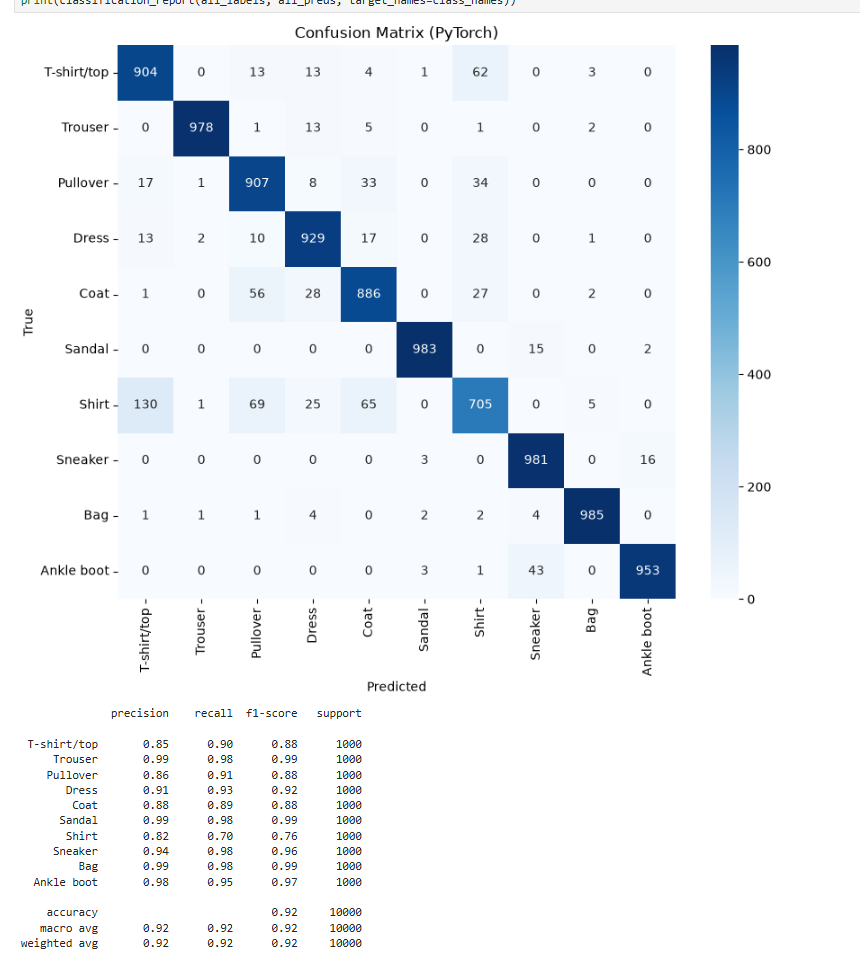 print(classification_report(all_labels, all_preds, target_names=class_names))
Confusion Matrix (PyTorch)
T-shirt/top 904 0 13 13 4 1 62 0 3 0
Trouser 0 978 1 13 5 0 1 0 2 0
800
Pullover 17 1 907 8 33 0 34 0 0 0
Dress 13 2 10 929 17 0 28 0 1 0
600
Coat 1 0 56 28 886 0 27 0 2 0
True
Sandal 0 0 0 0 0 983 0 15 0 2
400
Shirt 130 1 69 25 65 0 705 0 5 0
Sneaker 0 0 0 0 0 3 0 981 0 16
200
Bag 1 1 1 4 0 2 2 4 985 0
Ankle boot 0 0 0 0 0 3 1 43 0 953
0
T-shirt/top Trouser Pullover Dress Coat Sandal Shirt Sneaker Bag Ankle boot
Predicted
precision recall f1-score support
T-shirt/top 0.85 0.90 0.88 1000
Trouser 0.99 0.98 0.99 1000
Pullover 0.86 0.91 0.88 1000
Dress 0.91 0.93 0.92 1000
Coat 0.88 0.89 0.88 1000
Sandal 0.99 0.98 0.99 1000
Shirt 0.82 0.70 0.76 1000
Sneaker 0.94 0.98 0.96 1000
Bag 0.99 0.98 0.99 1000
Ankle boot 0.98 0.95 0.97 1000
accuracy 0.92 10000
macro avg 0.92 0.92 0.92 10000
weighted avg 0.92 0.92 0.92 10000